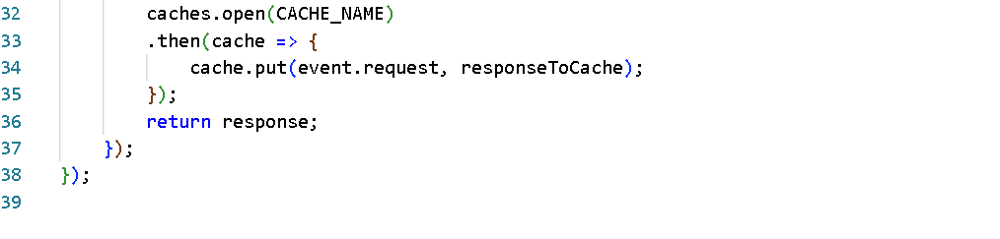 32 caches.open(CACHE_NAME)
33 .then(cache => {
34 cache.put(event.request, responseToCache);
35 });
36 return response;
37 });
38 });
39